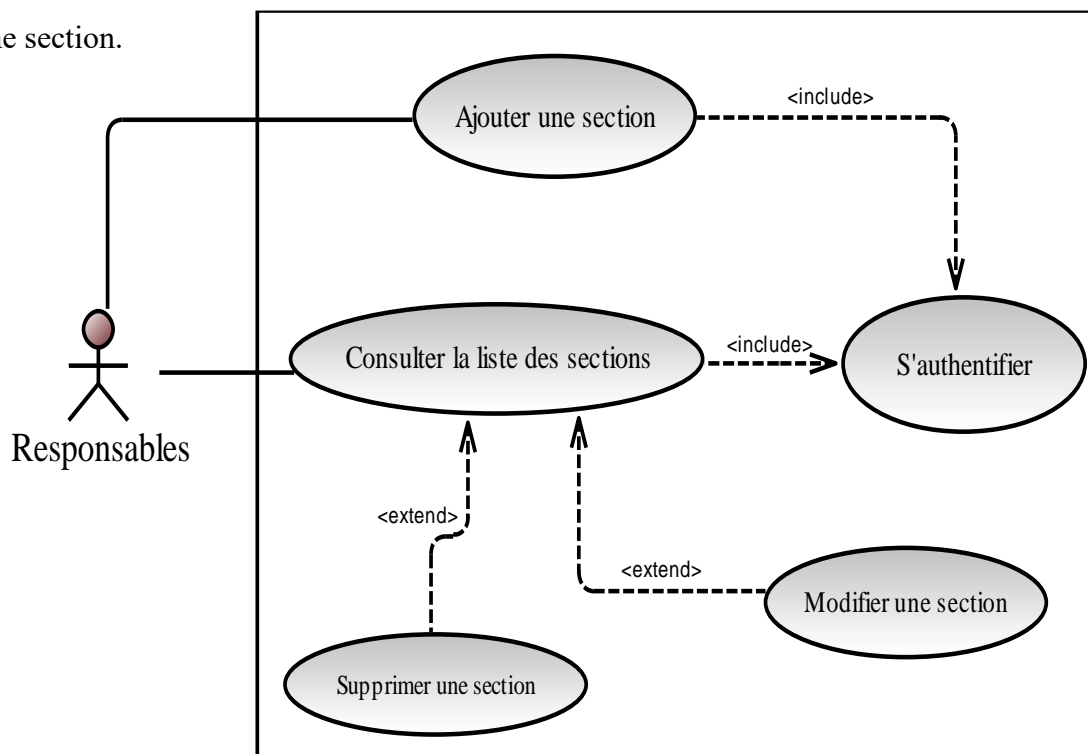 ne section.
Ajouter une section
<include>
Consulter la liste des sections
<include>
S'authentifier
Responsables
<extend>
<extend>
Modifier une section
Supprimer une section